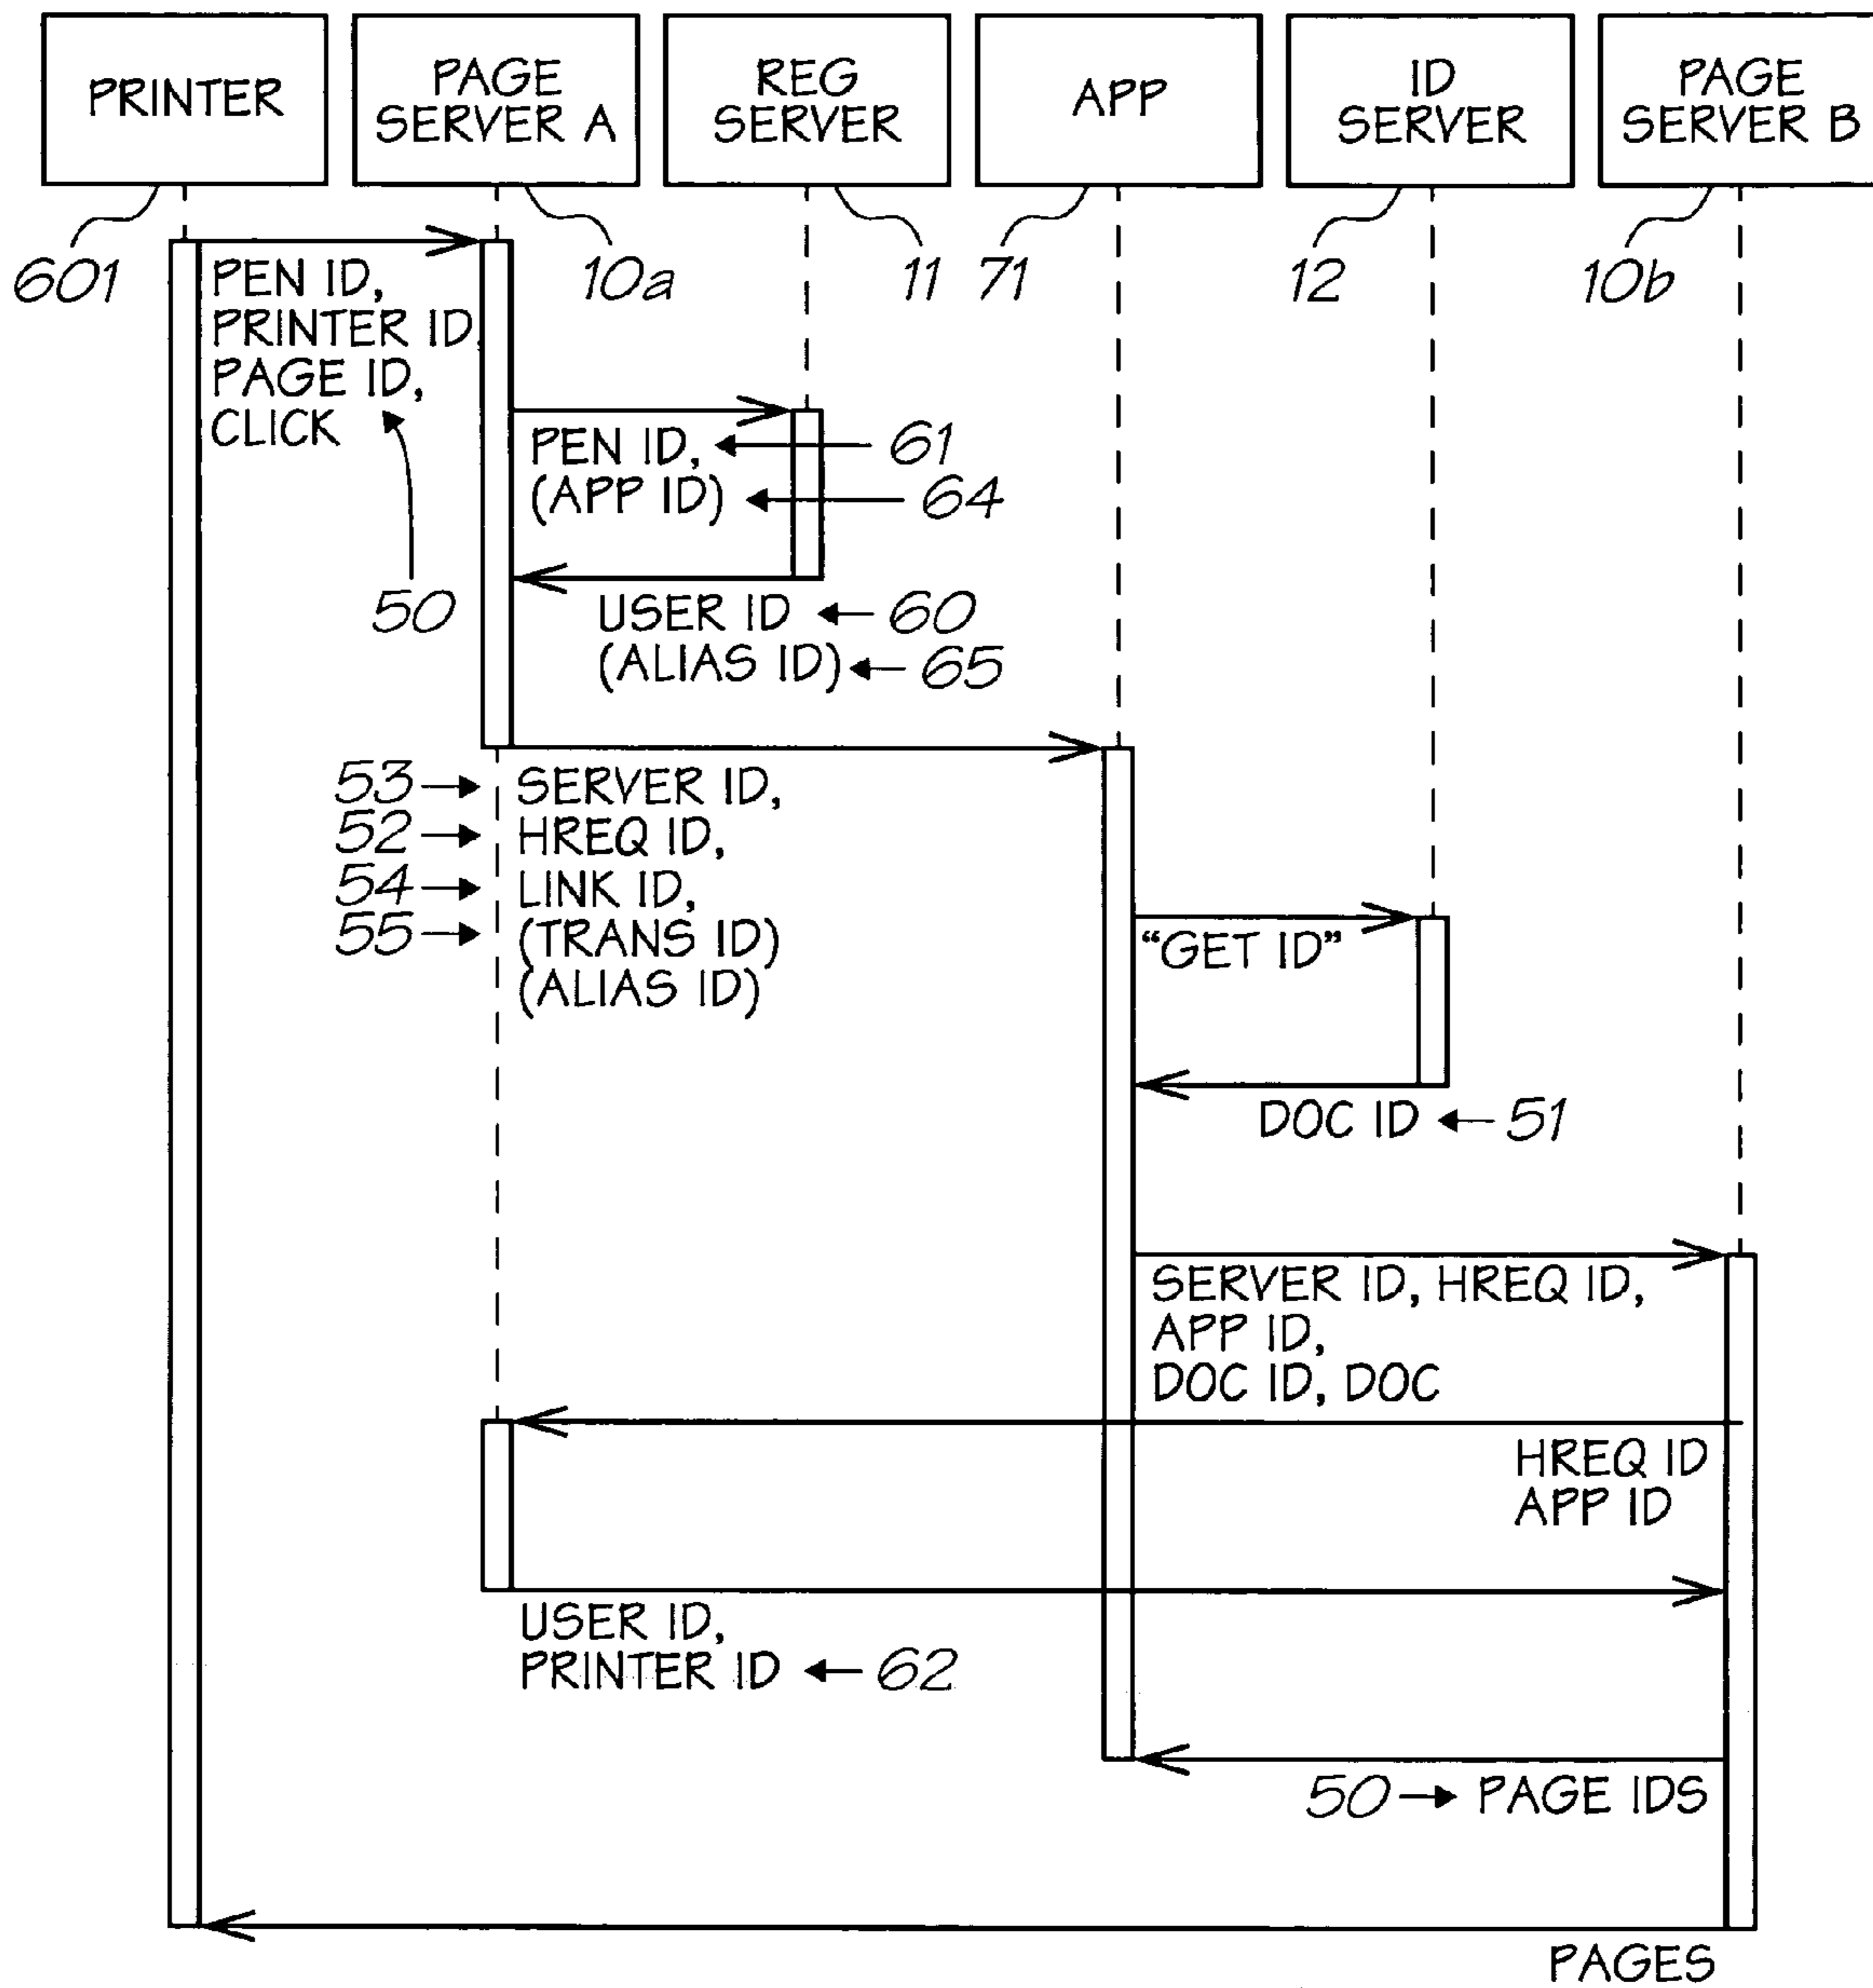 PRINTER
PAGE
SERVER A
REG
SERVER
APP
ID
SERVER
PAGE
SERVER B
601
10a
11
71
12
10b
PEN ID,
PRINTER ID
PAGE ID,
CLICK
50
PEN ID,
61
(APP ID)
64
USER ID
60
(ALIAS ID)
65
53
SERVER ID,
52
HREQ ID,
54
LINK ID,
55
(TRANS ID)
(ALIAS ID)
“GET ID”
DOC ID
51
SERVER ID, HREQ ID,
APP ID,
DOC ID, DOC
HREQ ID
APP ID
USER ID,
PRINTER ID
62
50
PAGE IDS
PAGES